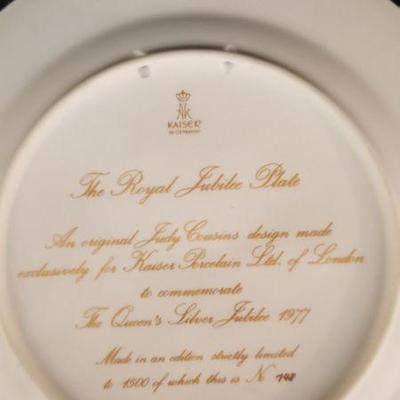 AK
KAISER
W. GERMANY
The Royal Jubilee Plate
An original Judy Cousins design made
exclusively for Kaiser Porcelain Ltd. of London
to commemorate
The Queen's Silver Jubilee 1977
Made in an edition strictly limited
to 1500 of which this is No